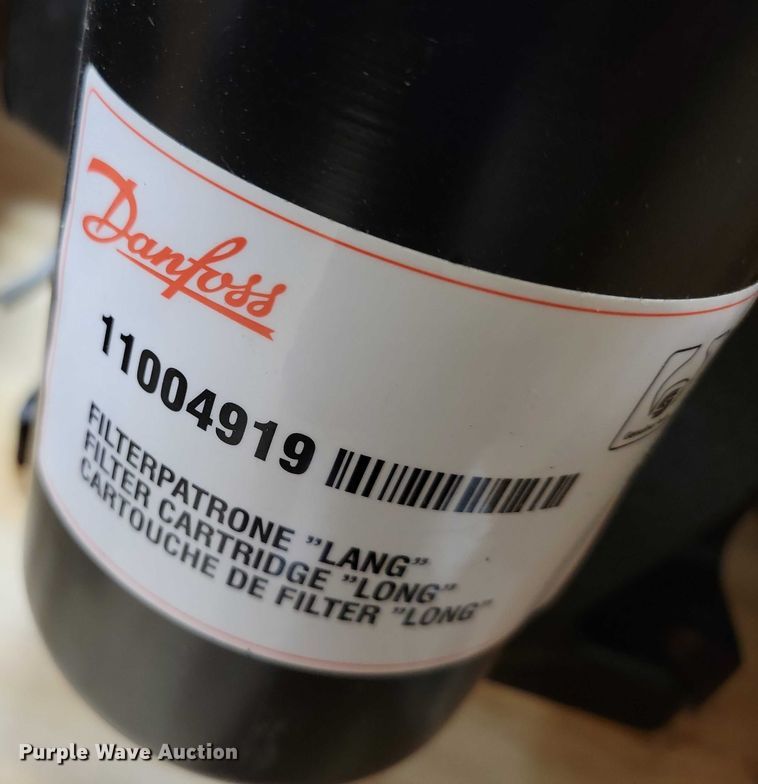 Danfoss
11004919
FILTERPATRONE "LANG"
FILTER CARTRIDGE "LONG"
CARTOUCHE DE FILTER "LONG"
Purple Wave Auction